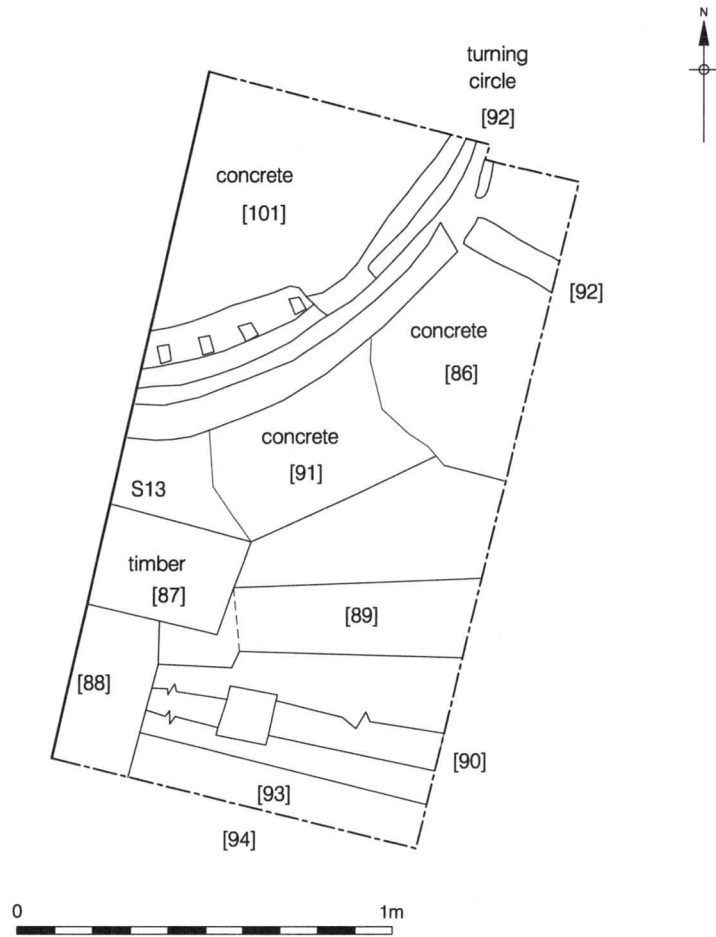 N
turning
circle
[92]
concrete
[101]
[92]
concrete
[86]
concrete
[91]
S13
timber
[87]
[89]
[88]
[90]
[93]
[94]
0 1m